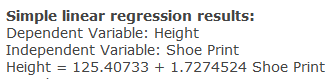 Simple linear regression results:
Dependent Variable: Height
Independent Variable: Shoe Print
Height = 125.40733 + 1.7274524 Shoe Print